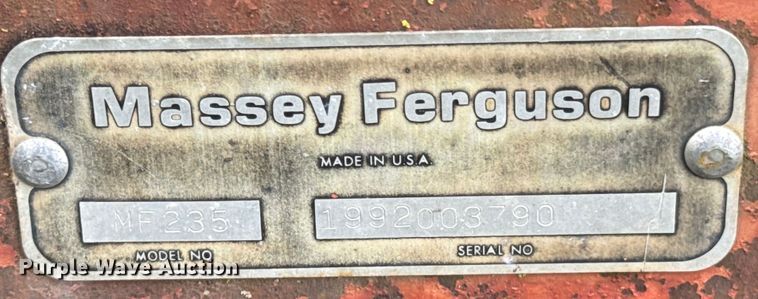 Massey Ferguson
MADE IN U.S.A.
MF235 1992003790
MODEL NO SERIAL NO
Purple Wave Auction